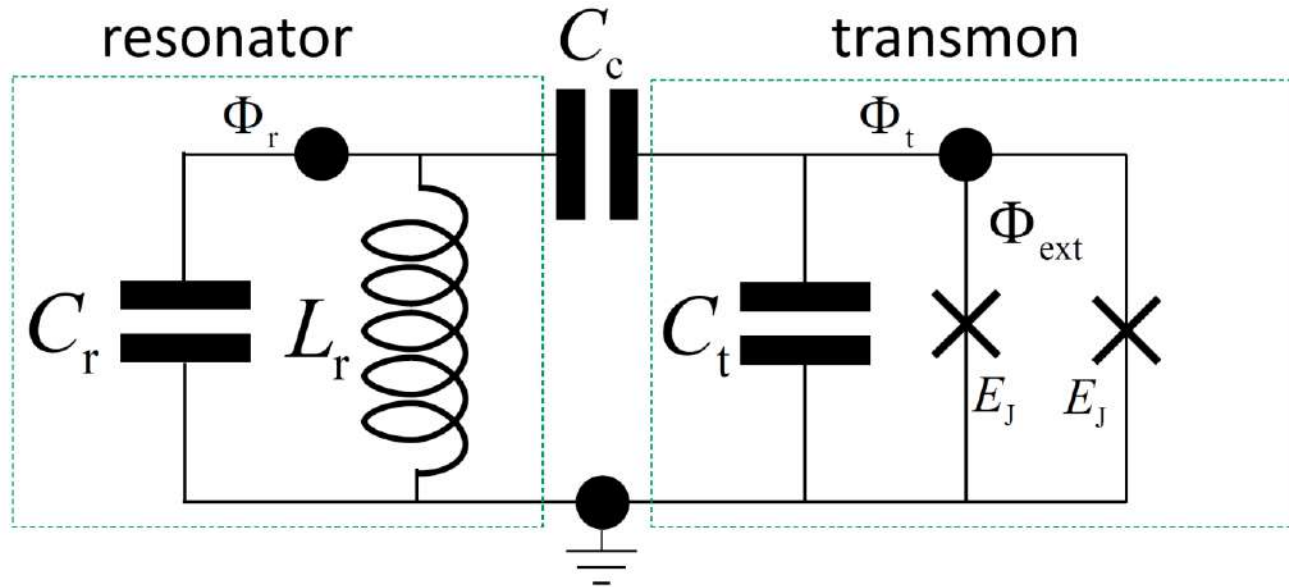 resonator
C_c
transmon
Φ_r
Φ_t
Φ_ext
C_r
L_r
C_t
E_J
E_J